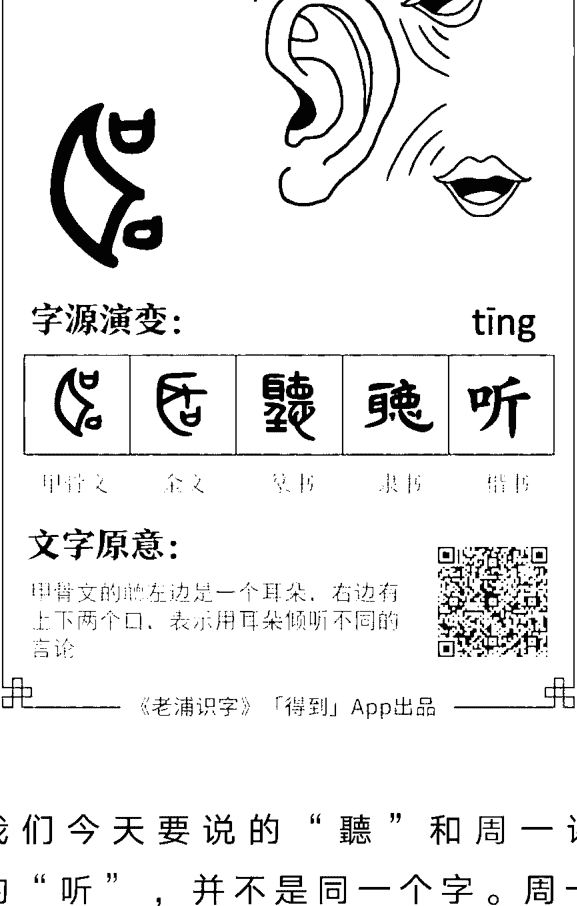 字源演变：
tīng
甲骨文 金文 篆书 隶书 楷书
聽 聽 听
文字原意：
甲骨文的聽左边是一个耳朵，右边有
上下两个口，表示用耳朵倾听不同的
言论
《老浦识字》「得到」App出品
们今天要说的“聽”和周一
“听”，并不是同一个字。周